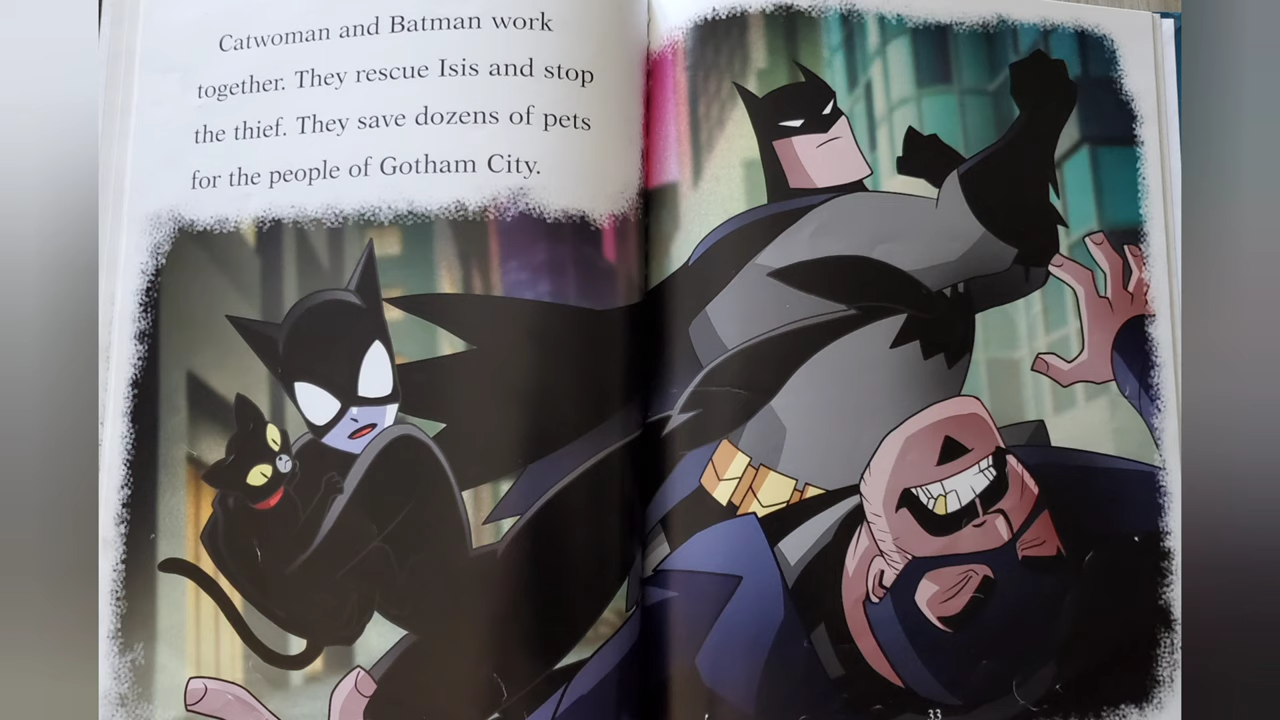 Catwoman and Batman work
together. They rescue Isis and stop
the thief. They save dozens of pets
for the people of Gotham City.
33